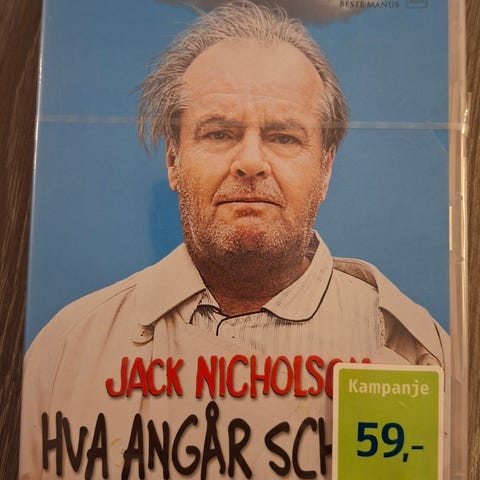 BESTE MANUS
JACK NICHOLSO
HVA ANGÅR SCH
Kampanje
59,-